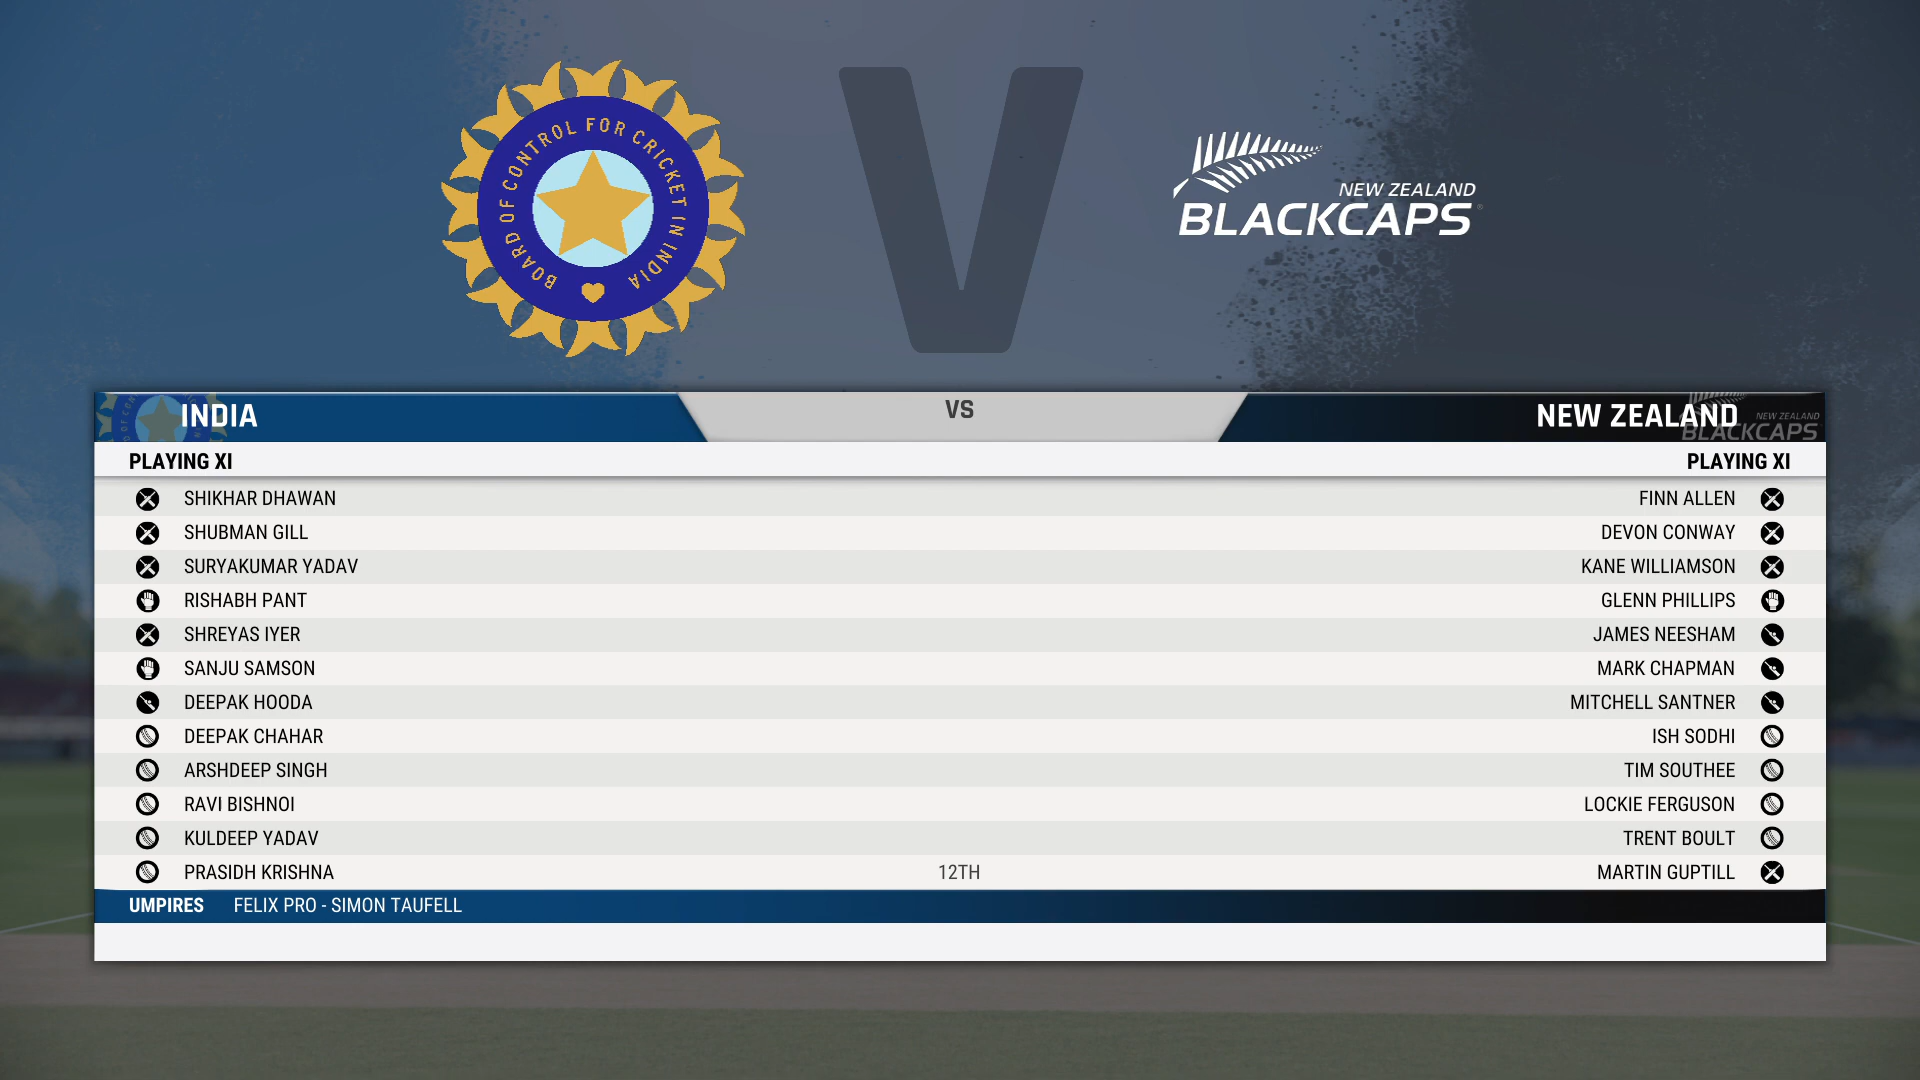 BOARD OF CONTROL FOR CRICKET IN INDIA
V
NEW ZEALAND
BLACKCAPS
INDIA VS NEW ZEALAND
NEW ZEALAND
BLACKCAPS
PLAYING XI PLAYING XI
SHIKHAR DHAWAN FINN ALLEN
SHUBMAN GILL DEVON CONWAY
SURYAKUMAR YADAV KANE WILLIAMSON
RISHABH PANT GLENN PHILLIPS
SHREYAS IYER JAMES NEESHAM
SANJU SAMSON MARK CHAPMAN
DEEPAK HOODA MITCHELL SANTNER
DEEPAK CHAHAR ISH SODHI
ARSHDEEP SINGH TIM SOUTHEE
RAVI BISHNOI LOCKIE FERGUSON
KULDEEP YADAV TRENT BOULT
PRASIDH KRISHNA 12TH MARTIN GUPTILL
UMPIRES FELIX PRO - SIMON TAUFELL